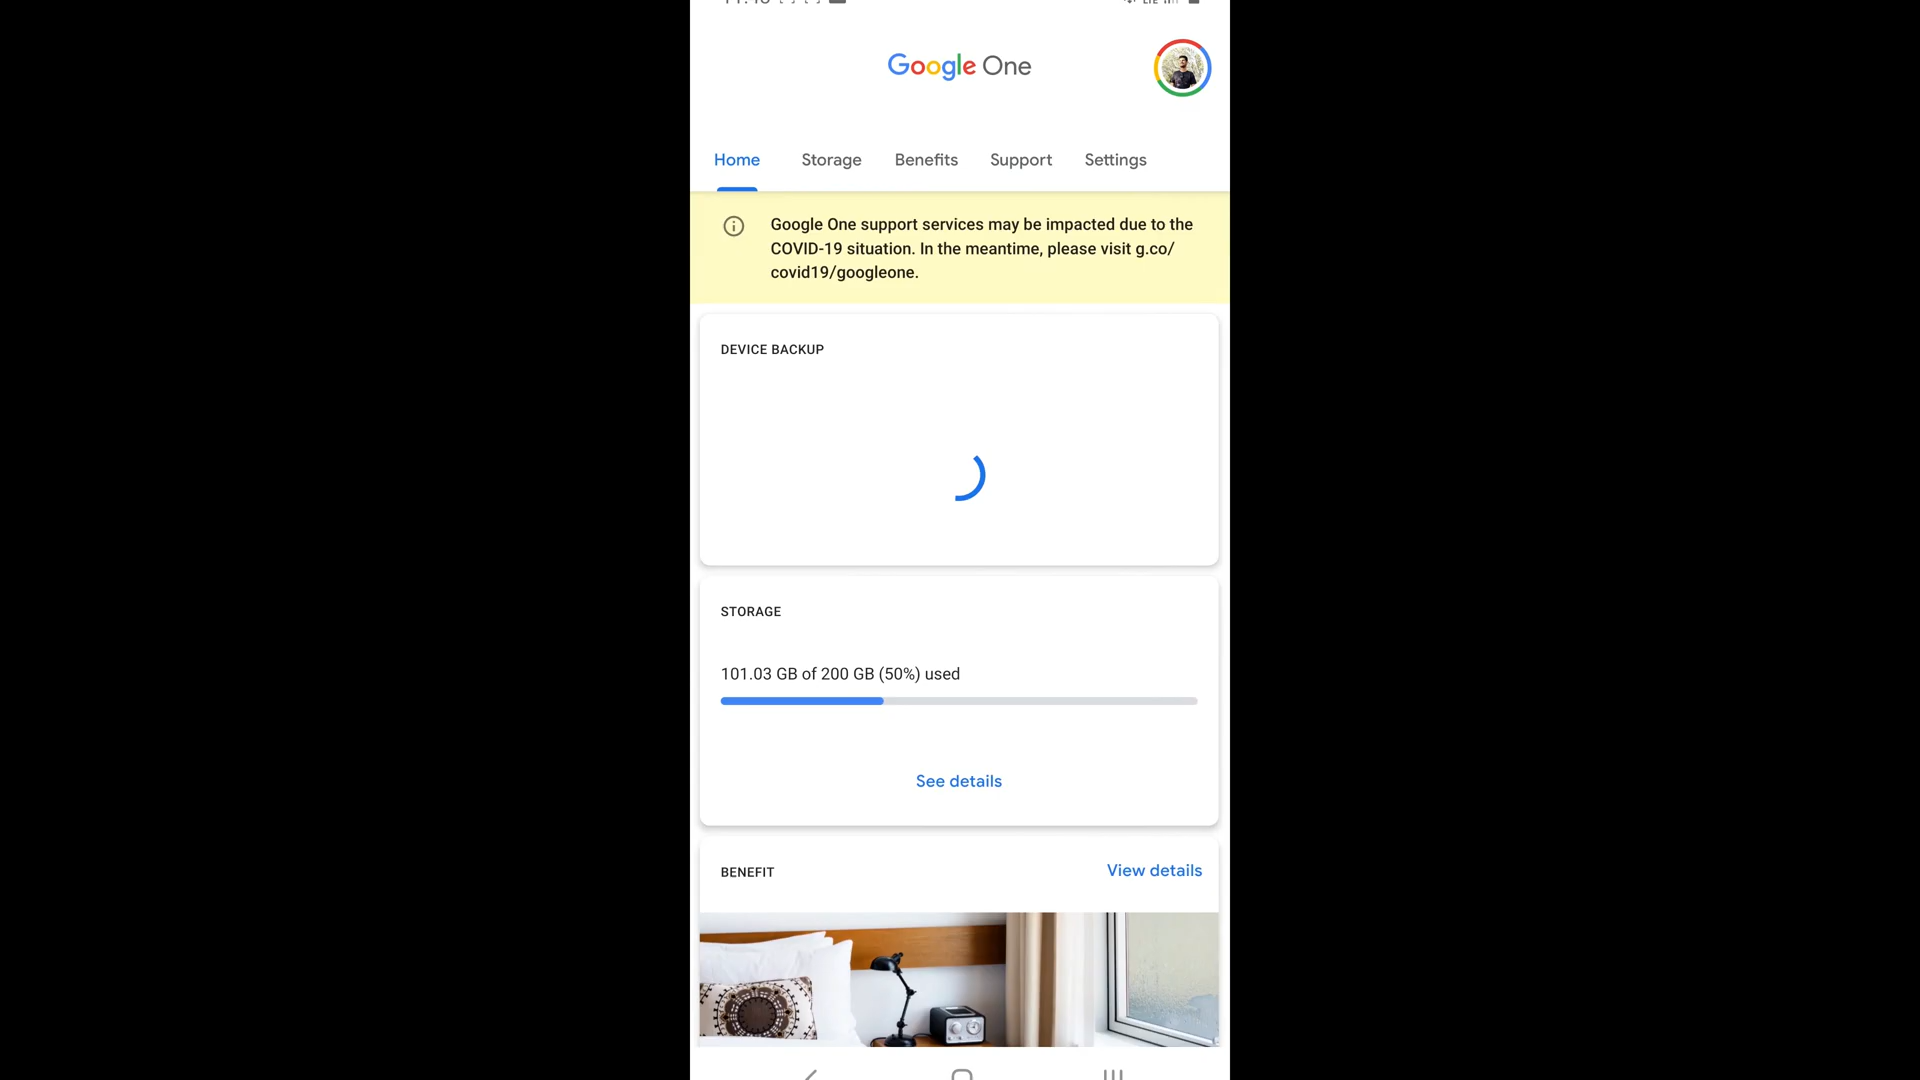 Google One
Home Storage Benefits Support Settings
Google One support services may be impacted due to the
COVID-19 situation. In the meantime, please visit g.co/
covid19/googleone.
DEVICE BACKUP
STORAGE
101.03 GB of 200 GB (50%) used
See details
BENEFIT View details